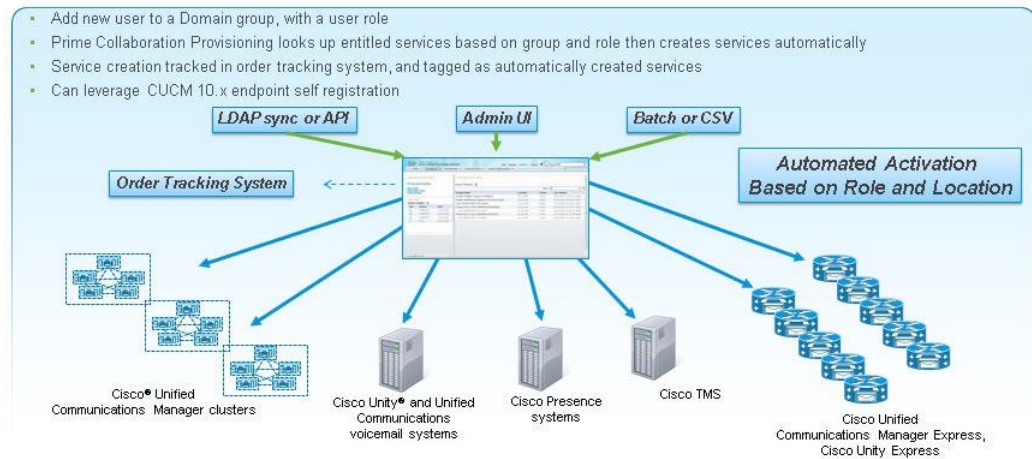 Add new user to a Domain group, with a user role
Prime Collaboration Provisioning looks up entitled services based on group and role then creates services automatically
Service creation tracked in order tracking system, and tagged as automatically created services
Can leverage CUCM 10.x endpoint self registration
LDAP sync or API
Admin UI
Batch or CSV
Order Tracking System
Automated Activation
Based on Role and Location
Cisco® Unified
Communications Manager clusters
Cisco Unity® and Unified
Communications
voicemail systems
Cisco Presence
systems
Cisco TMS
Cisco Unified
Communications Manager Express,
Cisco Unity Express